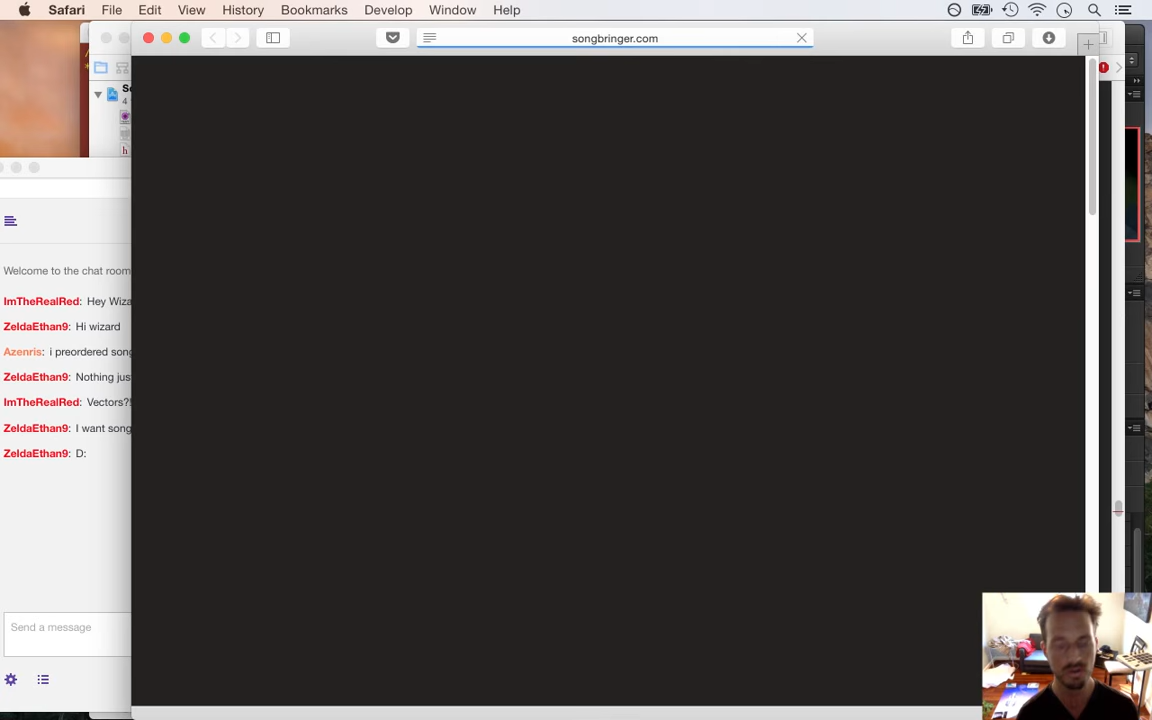 Safari File Edit View History Bookmarks Develop Window Help
songbringer.com
4
h
Welcome to the chat room
ImTheRealRed: Hey Wiza
ZeldaEthan9: Hi wizard
Azenris: i preordered song
ZeldaEthan9: Nothing jus
ImTheRealRed: Vectors?!
ZeldaEthan9: I want song
ZeldaEthan9: D:
Send a message